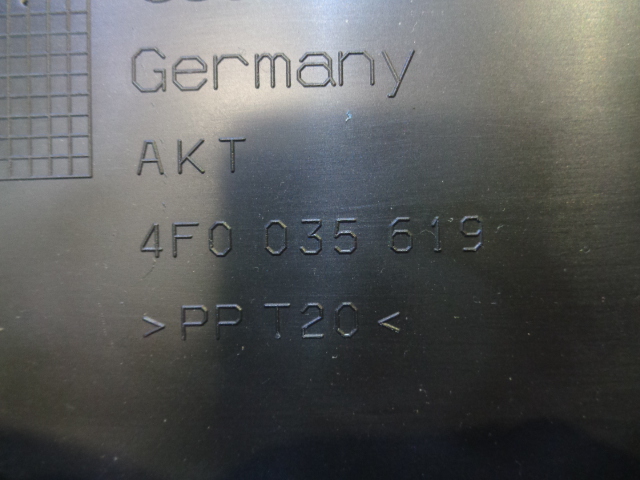 Germany
AKT
4F0 035 619
>PP T20<